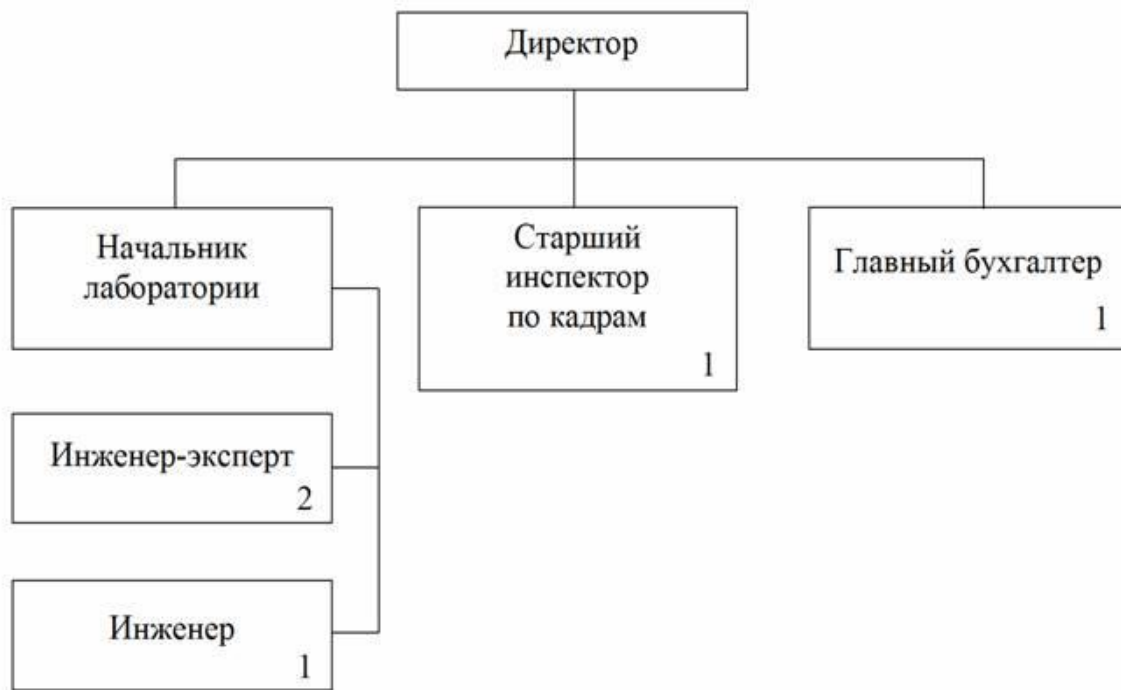 Директор
Начальник
лаборатории
Старший
инспектор
по кадрам
1
Главный бухгалтер
1
Инженер-эксперт
2
Инженер
1